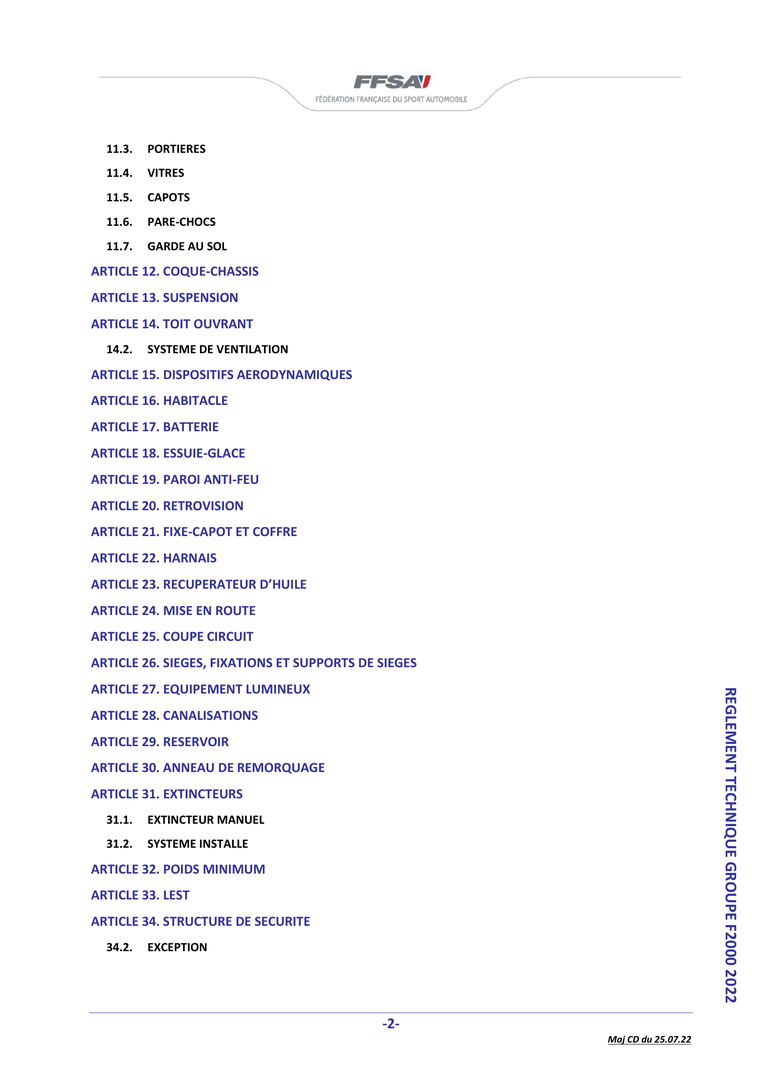 FFSA
FÉDÉRATION FRANÇAISE DU SPORT AUTOMOBILE
11.3. PORTIERES
11.4. VITRES
11.5. CAPOTS
11.6. PARE-CHOCS
11.7. GARDE AU SOL
ARTICLE 12. COQUE-CHASSIS
ARTICLE 13. SUSPENSION
ARTICLE 14. TOIT OUVRANT
14.2. SYSTEME DE VENTILATION
ARTICLE 15. DISPOSITIFS AERODYNAMIQUES
ARTICLE 16. HABITACLE
ARTICLE 17. BATTERIE
ARTICLE 18. ESSUIE-GLACE
ARTICLE 19. PAROI ANTI-FEU
ARTICLE 20. RETROVISION
ARTICLE 21. FIXE-CAPOT ET COFFRE
ARTICLE 22. HARNAIS
ARTICLE 23. RECUPERATEUR D’HUILE
ARTICLE 24. MISE EN ROUTE
ARTICLE 25. COUPE CIRCUIT
ARTICLE 26. SIEGES, FIXATIONS ET SUPPORTS DE SIEGES
ARTICLE 27. EQUIPEMENT LUMINEUX
ARTICLE 28. CANALISATIONS
ARTICLE 29. RESERVOIR
ARTICLE 30. ANNEAU DE REMORQUAGE
ARTICLE 31. EXTINCTEURS
31.1. EXTINCTEUR MANUEL
31.2. SYSTEME INSTALLE
ARTICLE 32. POIDS MINIMUM
ARTICLE 33. LEST
ARTICLE 34. STRUCTURE DE SECURITE
34.2. EXCEPTION
REGLEMENT TECHNIQUE GROUPE F2000 2022
-2-
Maj CD du 25.07.22